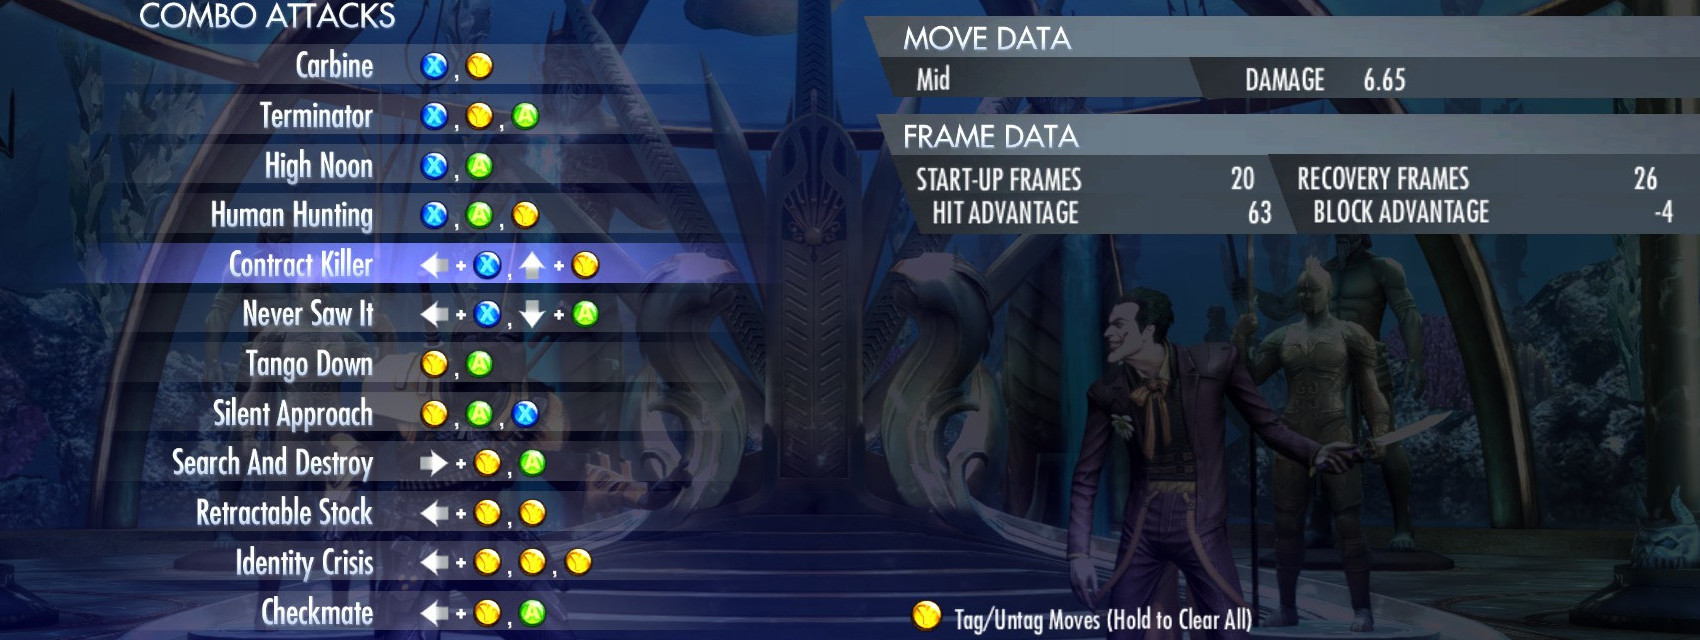 COMBO ATTACKS
Carbine X , Y
Terminator X , Y , A
High Noon X , A
Human Hunting X , A , Y
Contract Killer ← + X , ↑ + Y
Never Saw It ← + X , ↓ + A
Tango Down Y , A
Silent Approach Y , A , X
Search And Destroy → + Y , A
Retractable Stock ← + Y , Y
Identity Crisis ← + Y , Y , Y
Checkmate ← + Y , A
MOVE DATA
Mid DAMAGE 6.65
FRAME DATA
START-UP FRAMES 20 RECOVERY FRAMES 26
HIT ADVANTAGE 63 BLOCK ADVANTAGE -4
Y Tag/Untag Moves (Hold to Clear All)